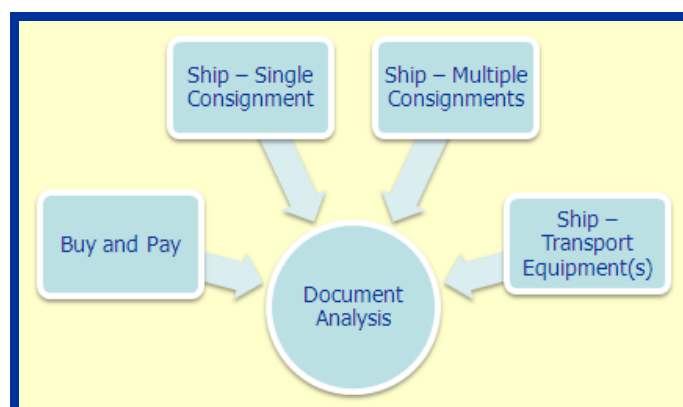 Ship – Single
Consignment
Ship – Multiple
Consignments
Buy and Pay
Ship –
Transport
Equipment(s)
Document
Analysis